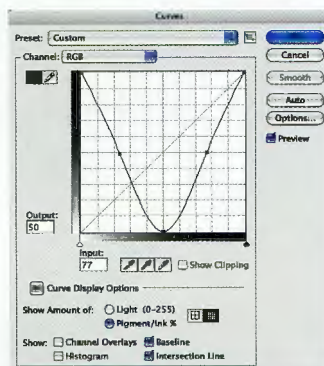 Curves
Preset: Custom
Channel: RGB
Cancel
Smooth
Auto
Options...
Preview
Output:
50
Input:
77
Show Clipping
Curve Display Options
Show Amount of: Light (0-255)
Pigment/Ink %
Show: Channel Overlays Baseline
Histogram Intersection Line